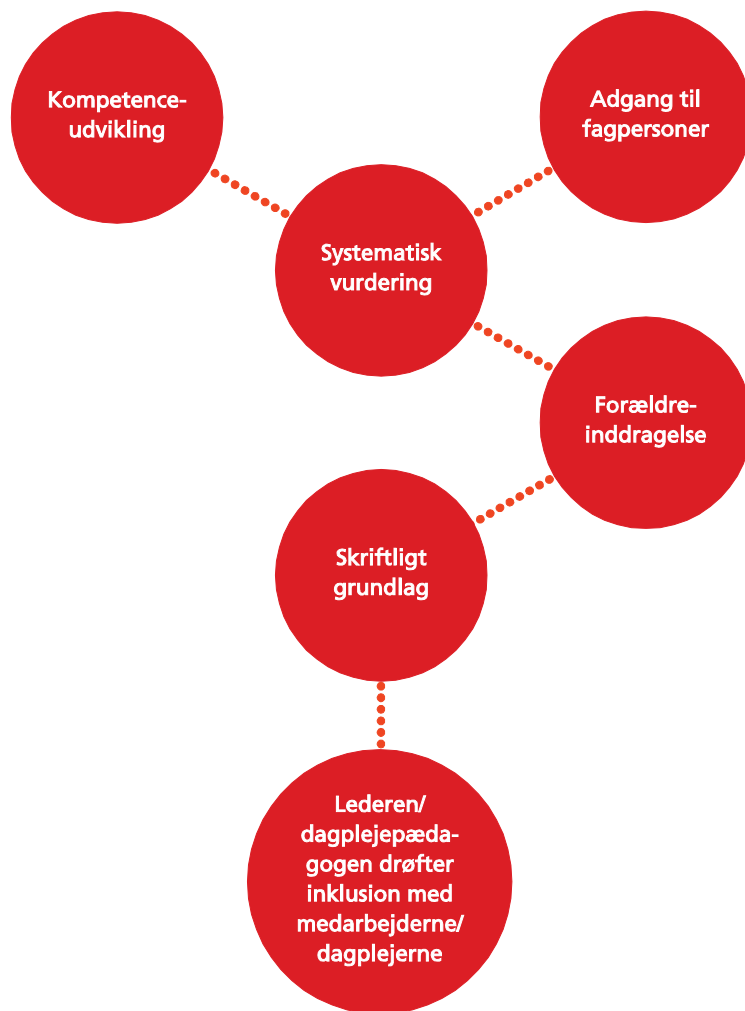 Kompetence-
udvikling
Adgang til
fagpersoner
Systematisk
vurdering
Forældre-
inddragelse
Skriftligt
grundlag
Lederen/
dagplejepæda-
gogen drøfter
inklusion med
medarbejderne/
dagplejerne